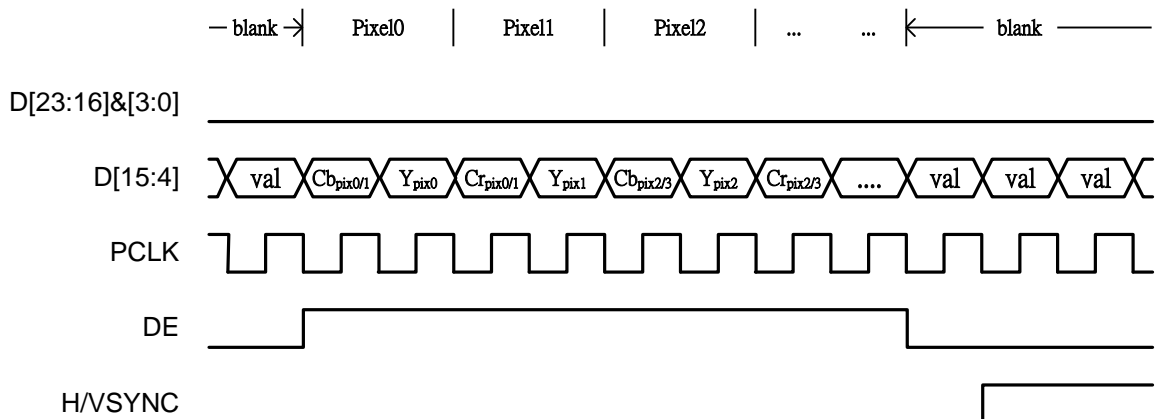 blank Pixel0 Pixel1 Pixel2 ... ... blank
D[23:16]&[3:0]
D[15:4] val Cbpix0/1 Ypix0 Crpix0/1 Ypix1 Cbpix2/3 Ypix2 Crpix2/3 .... val val val
PCLK
DE
H/VSYNC